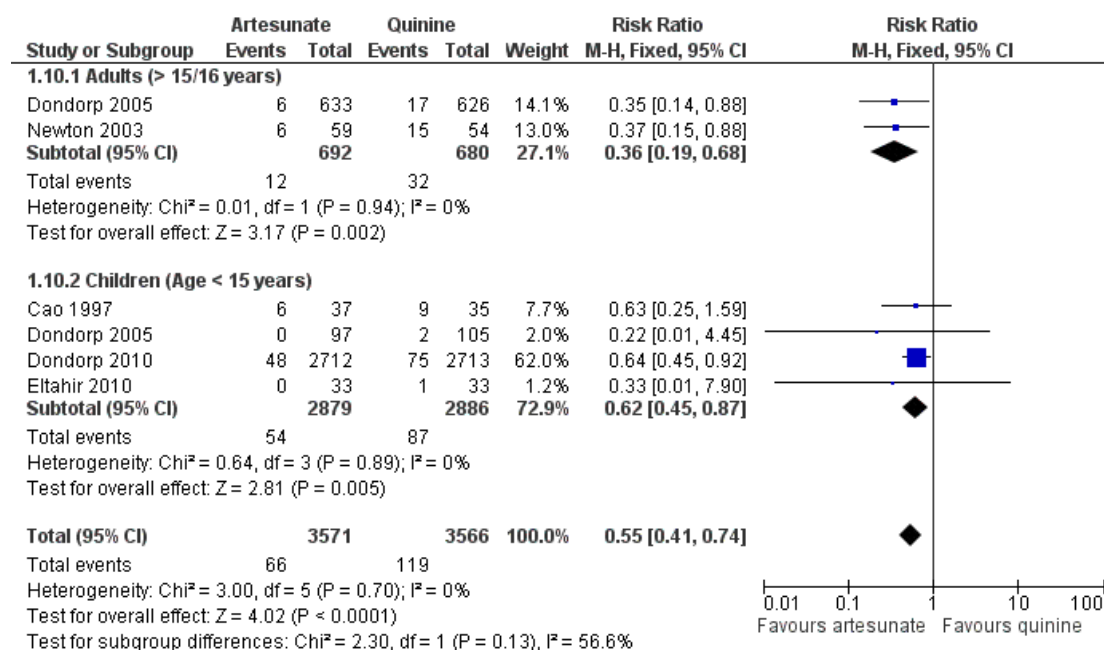 Artesunate Quinine Risk Ratio Risk Ratio
Study or Subgroup Events Total Events Total Weight M-H, Fixed, 95% CI M-H, Fixed, 95% CI
1.10.1 Adults (> 15/16 years)
Dondorp 2005 6 633 17 626 14.1% 0.35 [0.14, 0.88]
Newton 2003 6 59 15 54 13.0% 0.37 [0.15, 0.88]
Subtotal (95% CI) 692 680 27.1% 0.36 [0.19, 0.68]
Total events 12 32
Heterogeneity: Chi² = 0.01, df = 1 (P = 0.94); I² = 0%
Test for overall effect: Z = 3.17 (P = 0.002)
1.10.2 Children (Age < 15 years)
Cao 1997 6 37 9 35 7.7% 0.63 [0.25, 1.59]
Dondorp 2005 0 97 2 105 2.0% 0.22 [0.01, 4.45]
Dondorp 2010 48 2712 75 2713 62.0% 0.64 [0.45, 0.92]
Eltahir 2010 0 33 1 33 1.2% 0.33 [0.01, 7.90]
Subtotal (95% CI) 2879 2886 72.9% 0.62 [0.45, 0.87]
Total events 54 87
Heterogeneity: Chi² = 0.64, df = 3 (P = 0.89); I² = 0%
Test for overall effect: Z = 2.81 (P = 0.005)
Total (95% CI) 3571 3566 100.0% 0.55 [0.41, 0.74]
Total events 66 119
Heterogeneity: Chi² = 3.00, df = 5 (P = 0.70); I² = 0%
Test for overall effect: Z = 4.02 (P < 0.0001)
Test for subgroup differences: Chi² = 2.30, df = 1 (P = 0.13), I² = 56.6%
0.01 0.1 1 10 100
Favours artesunate Favours quinine